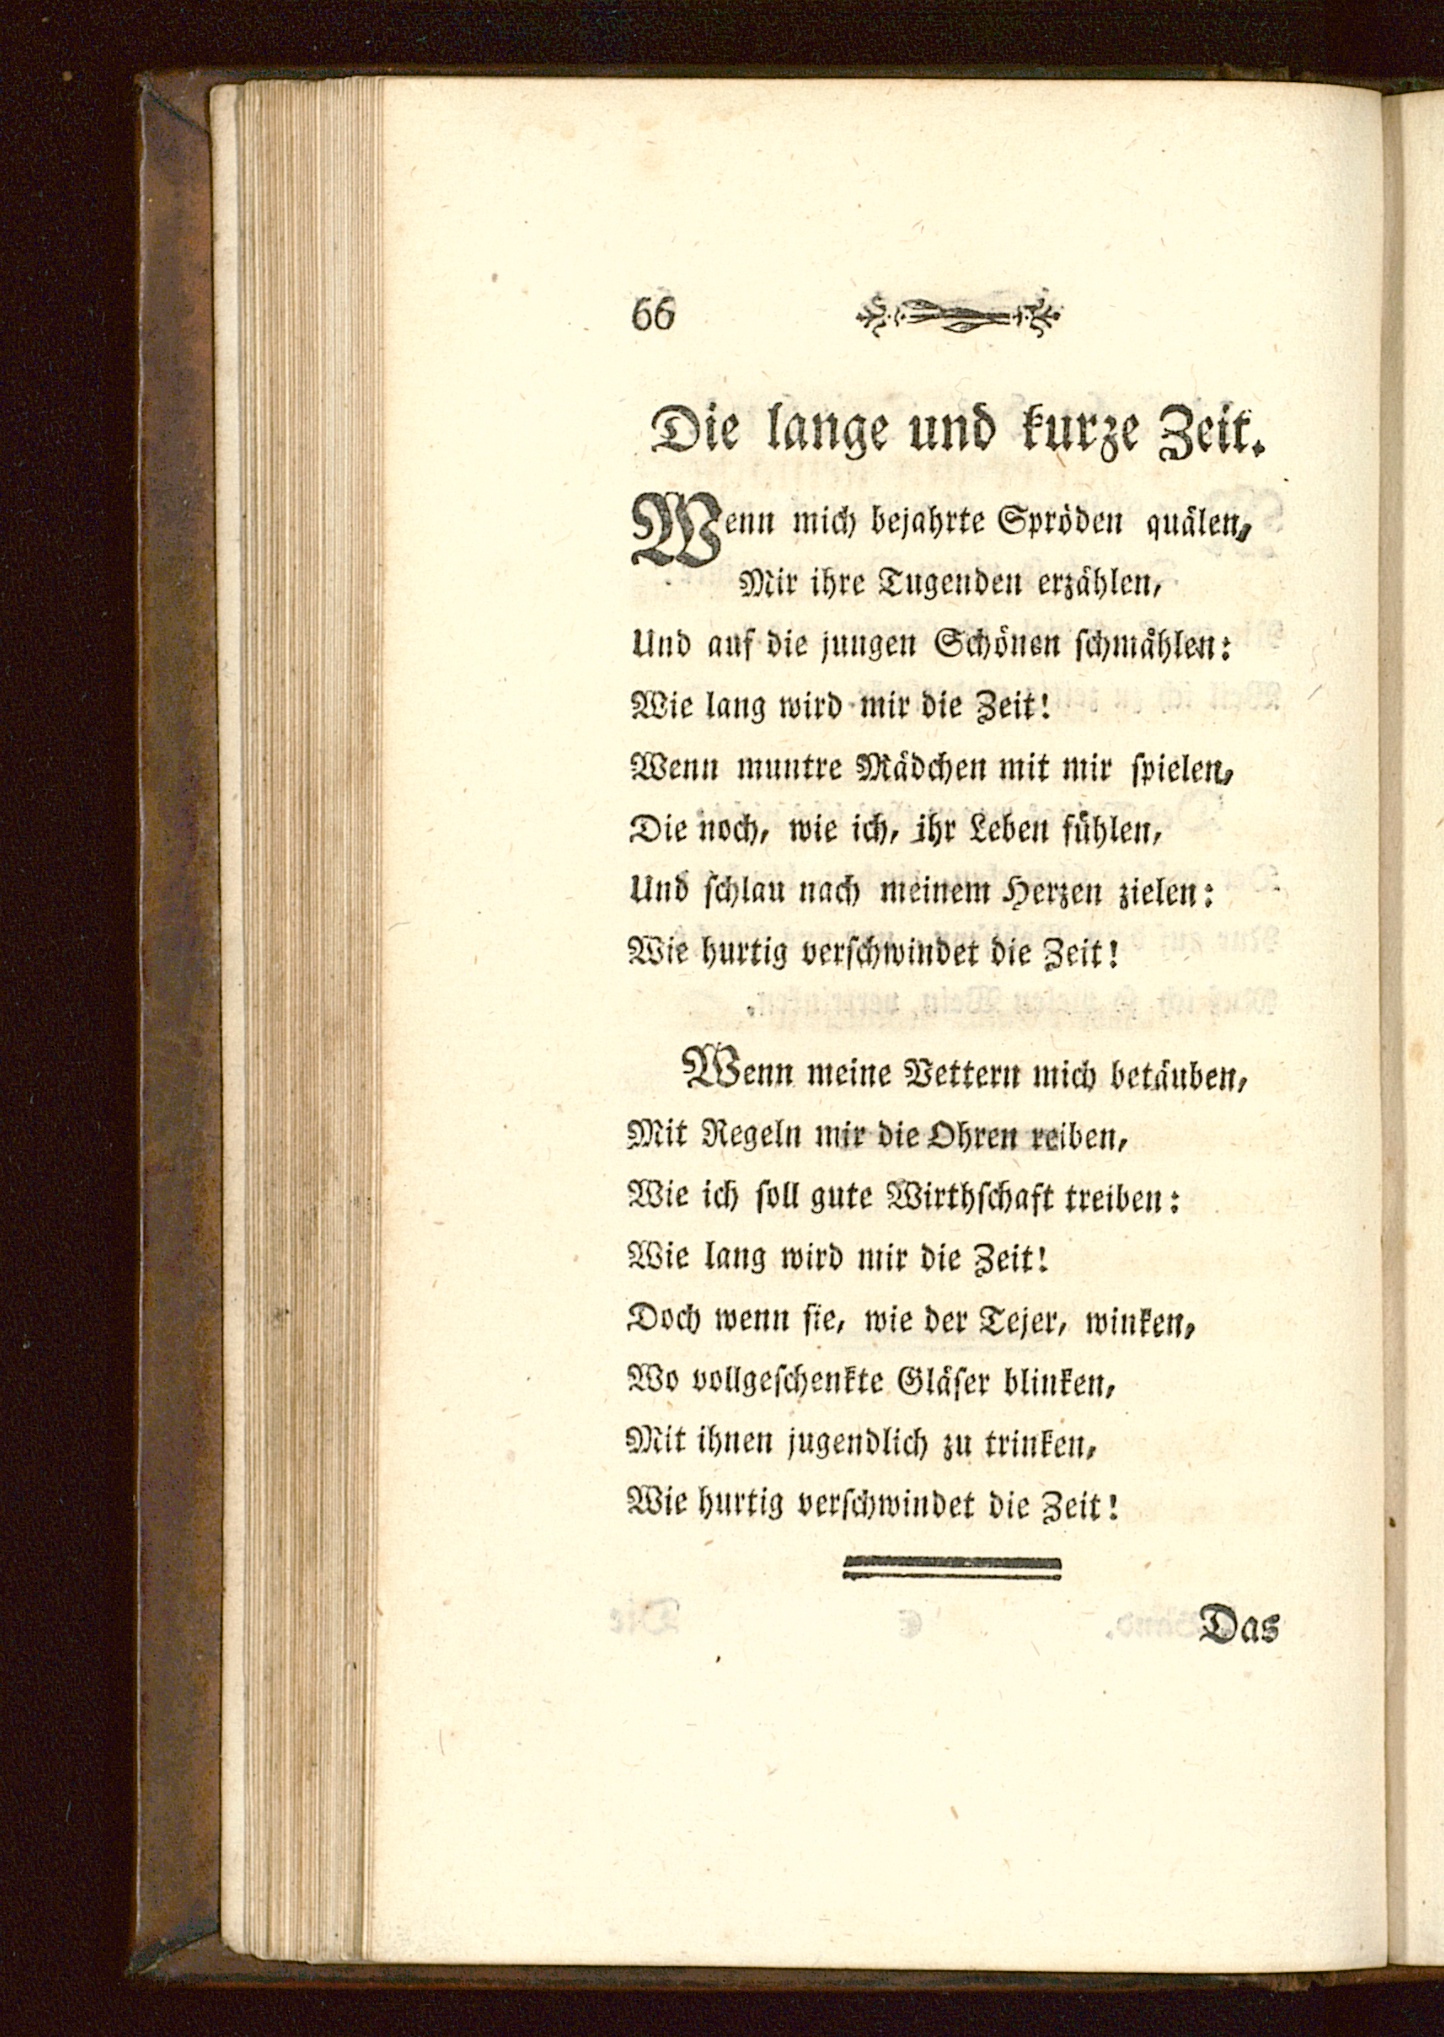 66
Die lange und kurze Zeit.
Wenn mich bejahrte Spröden quälen,
Mir ihre Tugenden erzählen,
Und auf die jungen Schönen ſchmählen:
Wie lang wird mir die Zeit!
Wenn muntre Mädchen mit mir ſpielen,
Die noch, wie ich, ihr Leben fühlen,
Und ſchlau nach meinem Herzen zielen:
Wie hurtig verſchwindet die Zeit!
Wenn meine Vettern mich betäuben,
Mit Regeln mir die Ohren reiben,
Wie ich ſoll gute Wirthſchaft treiben:
Wie lang wird mir die Zeit!
Doch wenn ſie, wie der Tejer, winken,
Wo vollgeſchenkte Gläſer blinken,
Mit ihnen jugendlich zu trinken,
Wie hurtig verſchwindet die Zeit!
Das